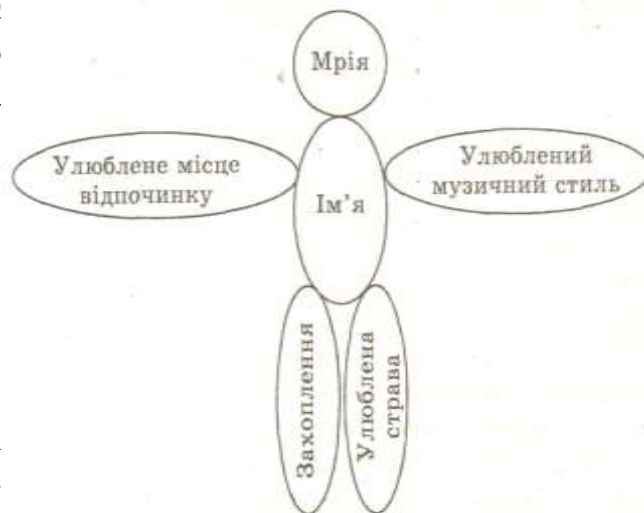 Мрія
Улюблене місце
відпочинку
Ім’я
Улюблений
музичний стиль
Захоплення
Улюблена
страва